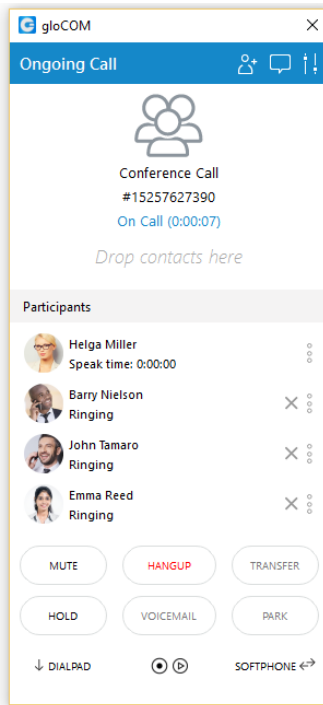 gloCOM
Ongoing Call
Conference Call
#15257627390
On Call (0:00:07)
Drop contacts here
Participants
Helga Miller
Speak time: 0:00:00
Barry Nielson
Ringing
John Tamaro
Ringing
Emma Reed
Ringing
MUTE HANGUP TRANSFER
HOLD VOICEMAIL PARK
DIALPAD SOFTPHONE